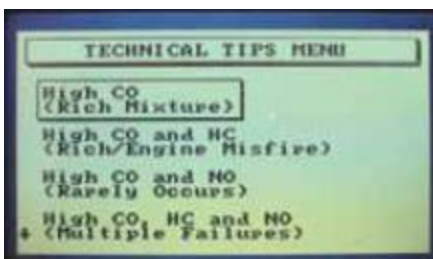 TECHNICAL TIPS MENU
High CO
(Rich Mixture)
High CO and HC
(Rich/Engine Misfire)
High CO and NO
(Rarely Occurs)
High CO, HC and NO
(Multiple Failures)